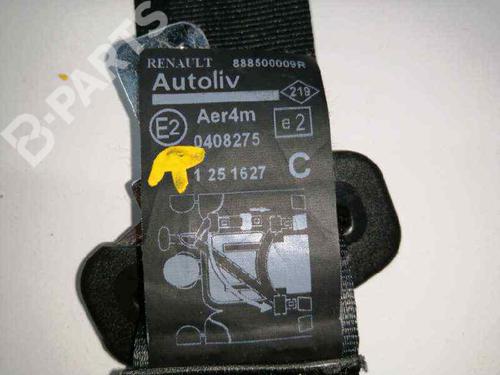 B-PARTS
RENAULT 888500009R
Autoliv
219
E2 Aer4m e2
0408275
1 25 1627 C
B